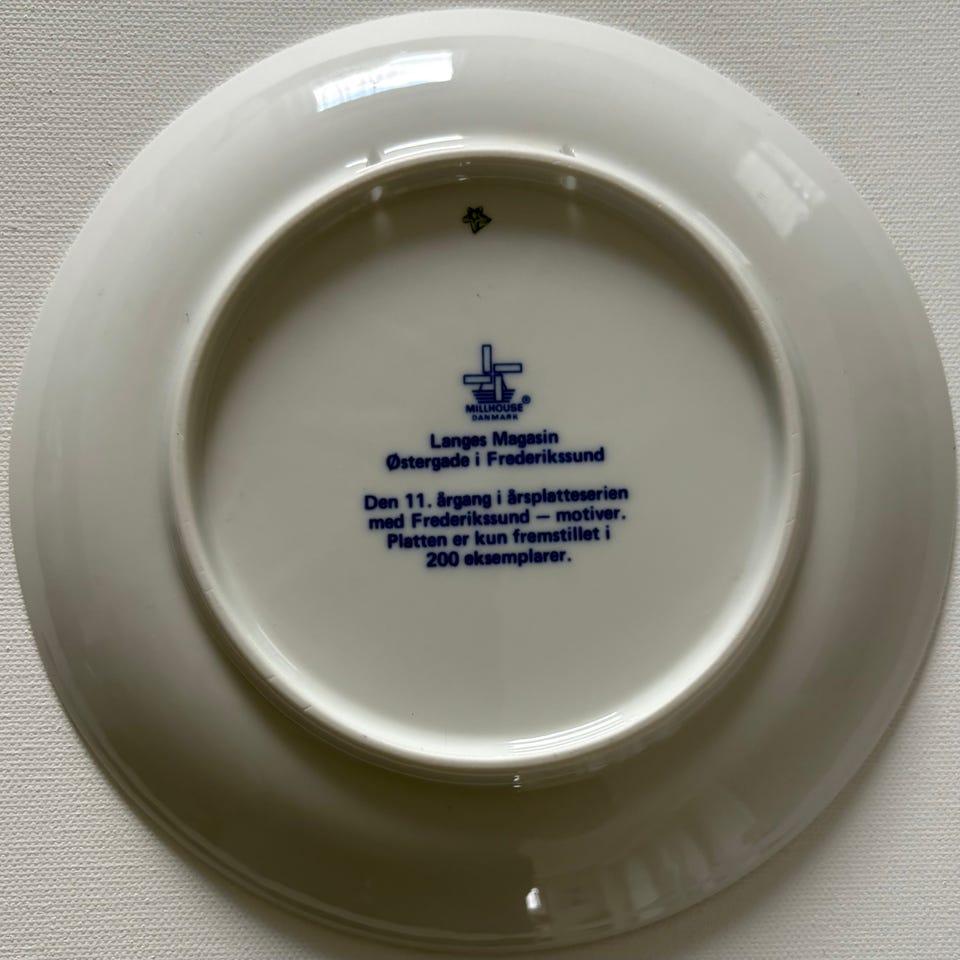 MILLHOUSE®
DANMARK
Langes Magasin
Østergade i Frederikssund
Den 11. årgang i årsplatteserien
med Frederikssund — motiver.
Platten er kun fremstillet i
200 eksemplarer.